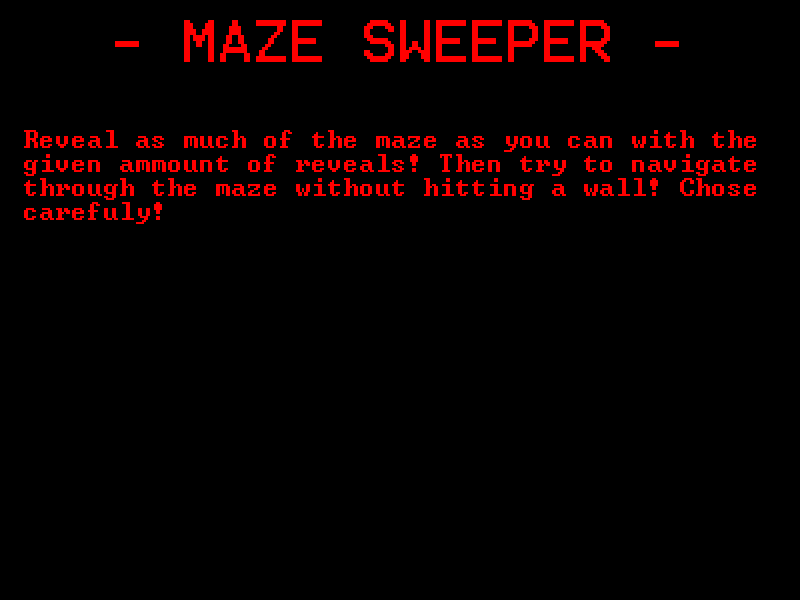 - MAZE SWEEPER -
Reveal as much of the maze as you can with the
given ammount of reveals! Then try to navigate
through the maze without hitting a wall! Chose
carefuly!